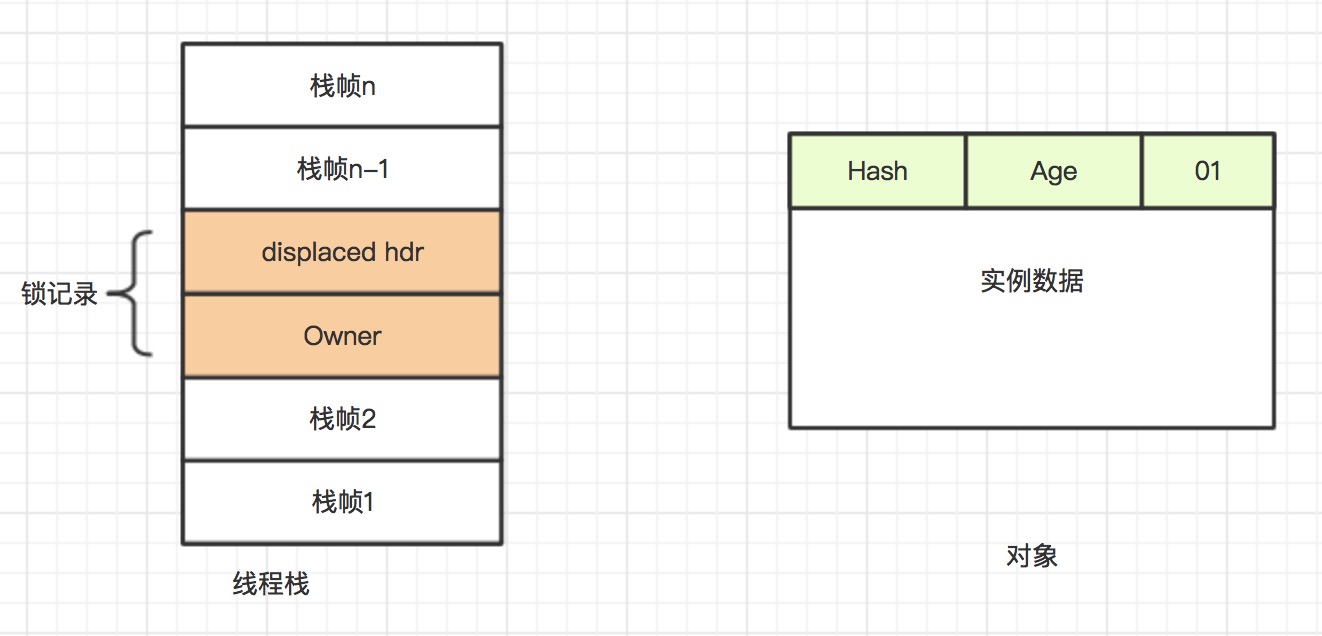 栈帧n
栈帧n-1
displaced hdr
Owner
栈帧2
栈帧1
锁记录
线程栈
Hash
Age
01
实例数据
对象